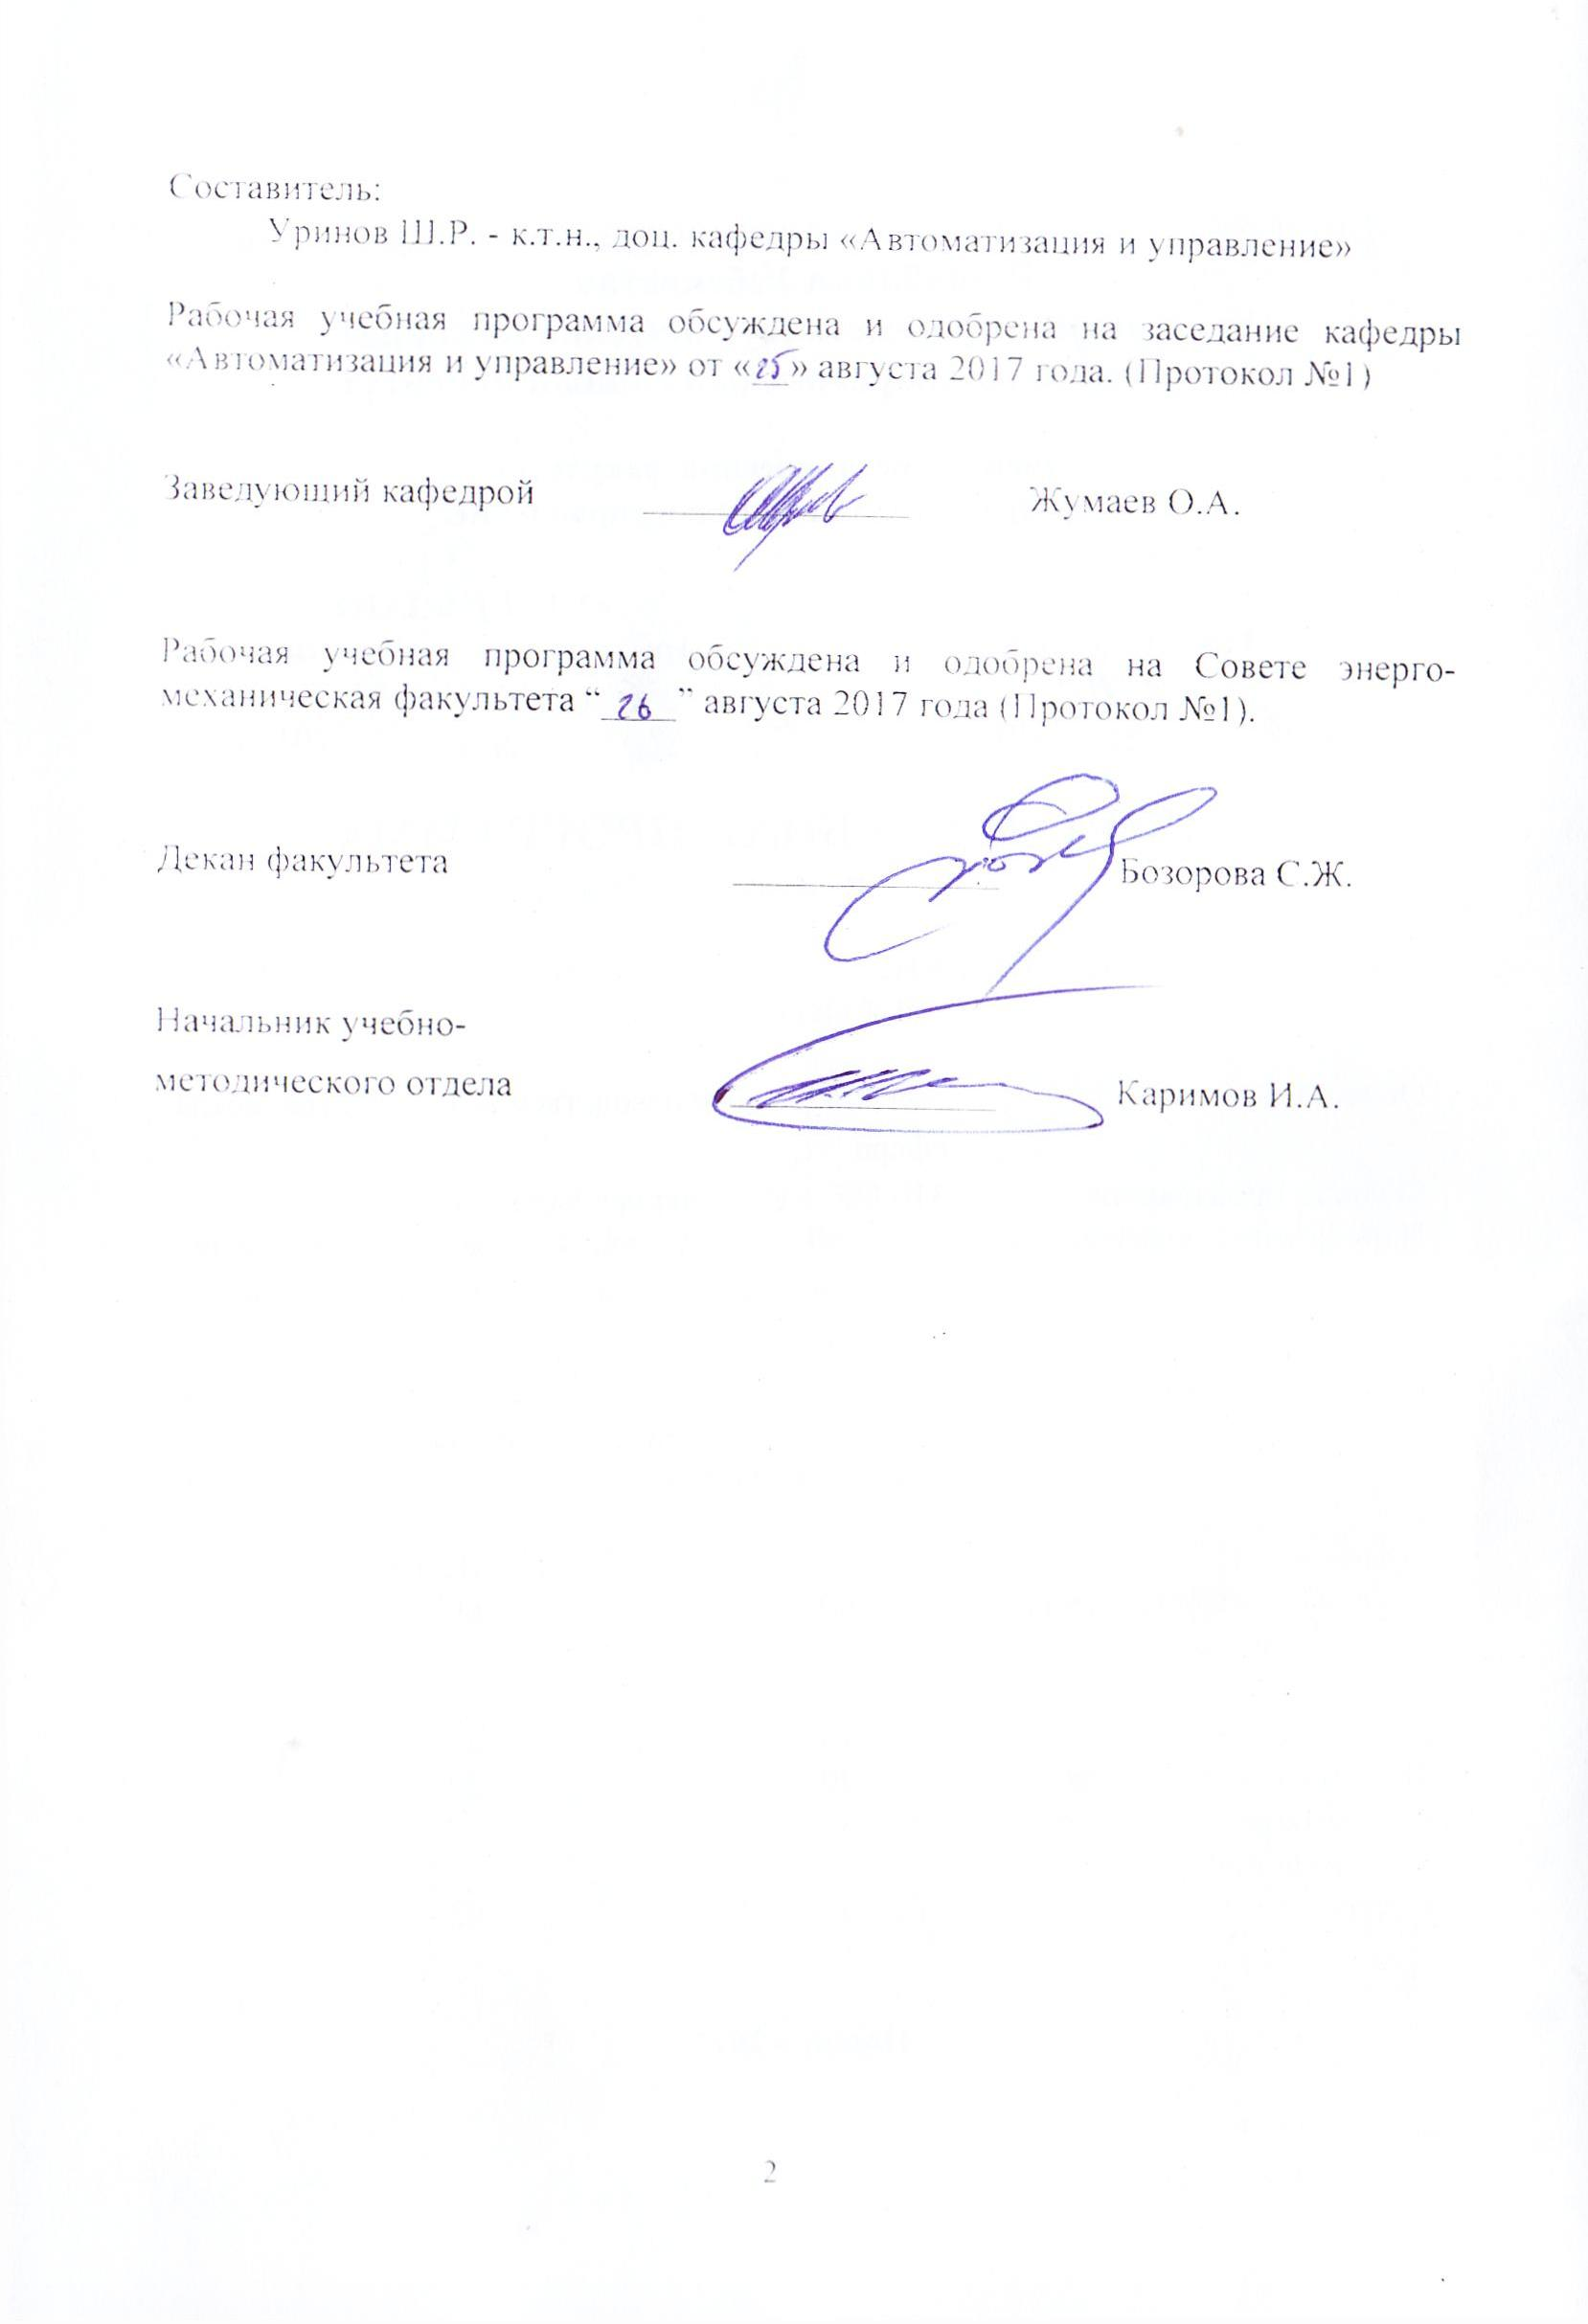 Составитель:
Уринов Ш.Р. - к.т.н., доц. кафедры «Автоматизация и управление»
Рабочая учебная программа обсуждена и одобрена на заседание кафедры
«Автоматизация и управление» от «25» августа 2017 года. (Протокол №1)
Заведующий кафедрой Жумаев О.А.
Рабочая учебная программа обсуждена и одобрена на Совете энерго-
механическая факультета “26” августа 2017 года (Протокол №1).
Декан факультета Бозорова С.Ж.
Начальник учебно-
методического отдела Каримов И.А.
2